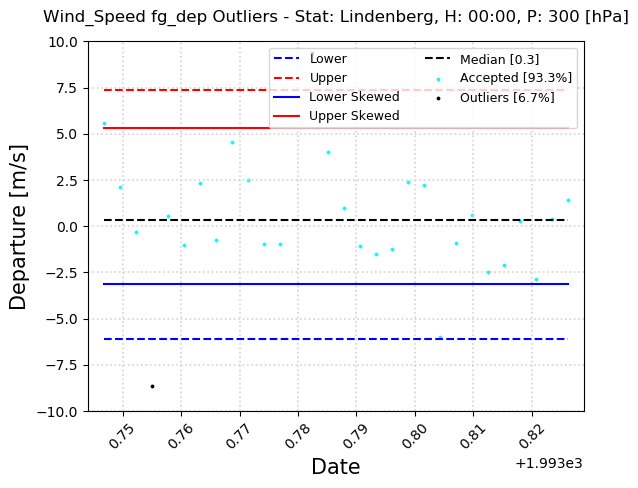 Wind_Speed fg_dep Outliers - Stat: Lindenberg, H: 00:00, P: 300 [hPa]
10.0
7.5
5.0
2.5
0.0
−2.5
−5.0
−7.5
−10.0
Departure [m/s]
Lower
Upper
Lower Skewed
Upper Skewed
Median [0.3]
Accepted [93.3%]
Outliers [6.7%]
0.75
0.76
0.77
0.78
0.79
0.80
0.81
0.82
+1.993e3
Date